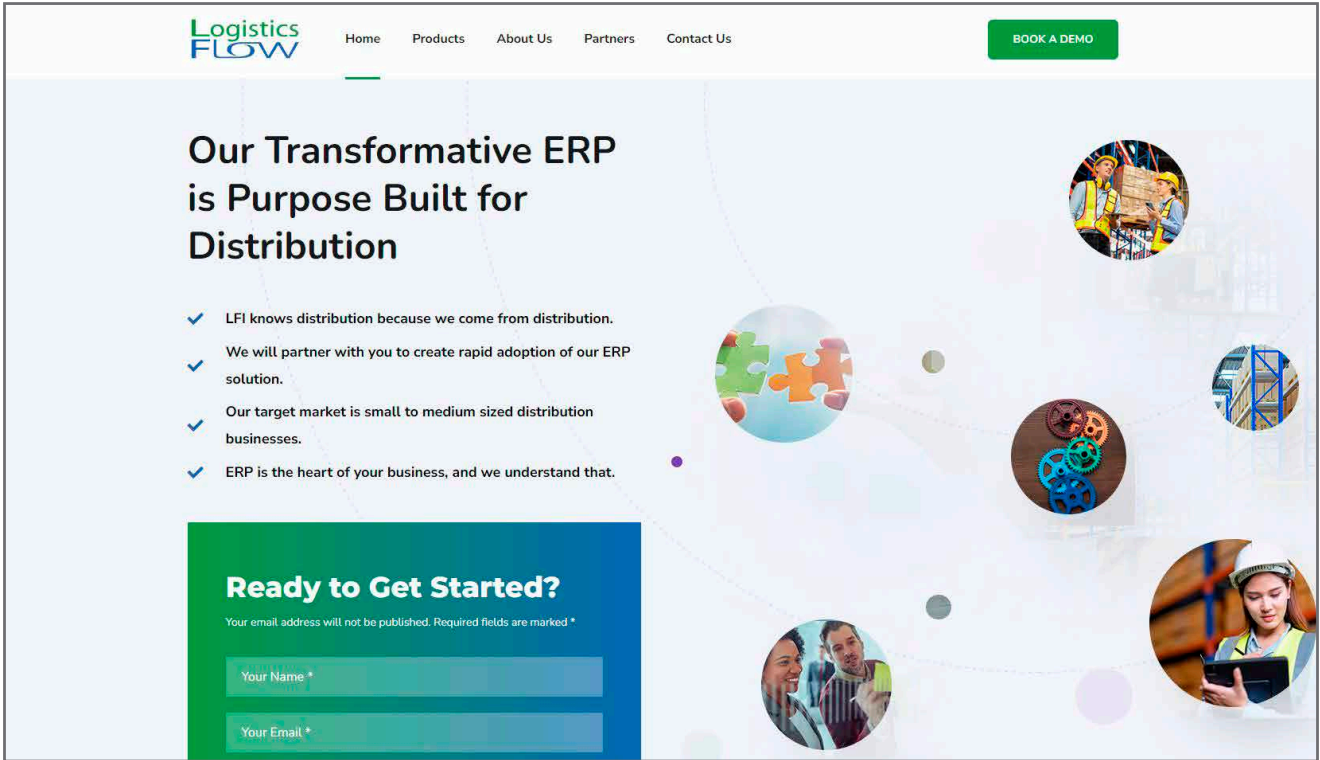 Logistics
FLOW
Home Products About Us Partners Contact Us
BOOK A DEMO
Our Transformative ERP
is Purpose Built for
Distribution
LFI knows distribution because we come from distribution.
We will partner with you to create rapid adoption of our ERP
solution.
Our target market is small to medium sized distribution
businesses.
ERP is the heart of your business, and we understand that.
Ready to Get Started?
Your email address will not be published. Required fields are marked *
Your Name *
Your Email *